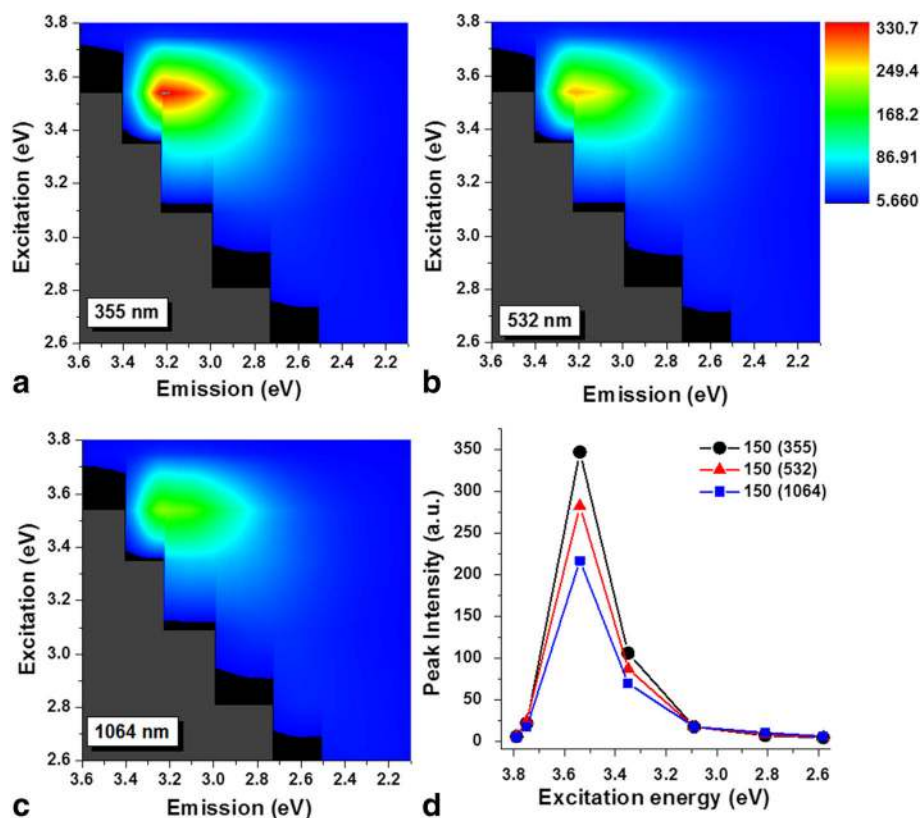 3.8
3.6
3.4
3.2
3.0
2.8
2.6
Excitation (eV)
355 nm
3.6 3.4 3.2 3.0 2.8 2.6 2.4 2.2
a Emission (eV)
3.8
3.6
3.4
3.2
3.0
2.8
2.6
Excitation (eV)
532 nm
3.6 3.4 3.2 3.0 2.8 2.6 2.4 2.2
b Emission (eV)
330.7
249.4
168.2
86.91
5.660
3.8
3.6
3.4
3.2
3.0
2.8
2.6
Excitation (eV)
1064 nm
3.6 3.4 3.2 3.0 2.8 2.6 2.4 2.2
c Emission (eV)
350
300
250
200
150
100
50
0
Peak Intensity (a.u.)
150 (355)
150 (532)
150 (1064)
3.8 3.6 3.4 3.2 3.0 2.8 2.6
d Excitation energy (eV)